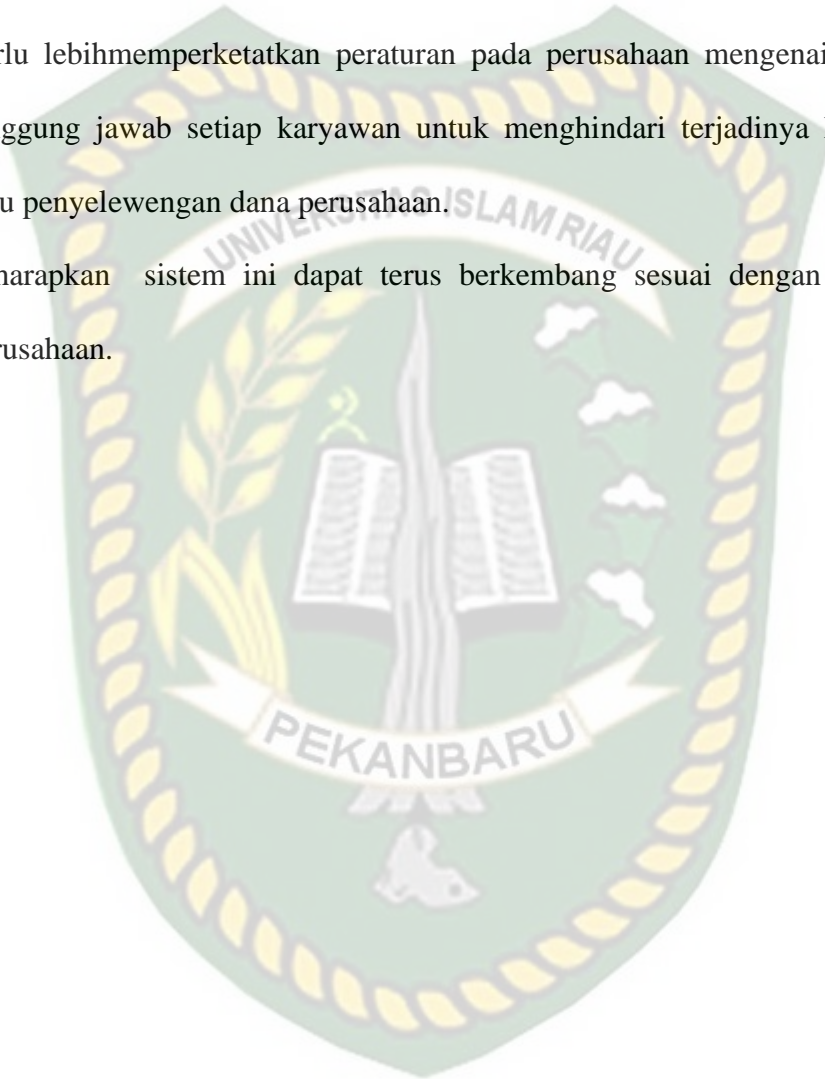 rlu lebihmemperketatkan peraturan pada perusahaan mengenai
ggung jawab setiap karyawan untuk menghindari terjadinya
u penyelewengan dana perusahaan.
UNIVERSITAS ISLAM RIAU
harapkan sistem ini dapat terus berkembang sesuai dengan
rusahaan.
PEKANBARU